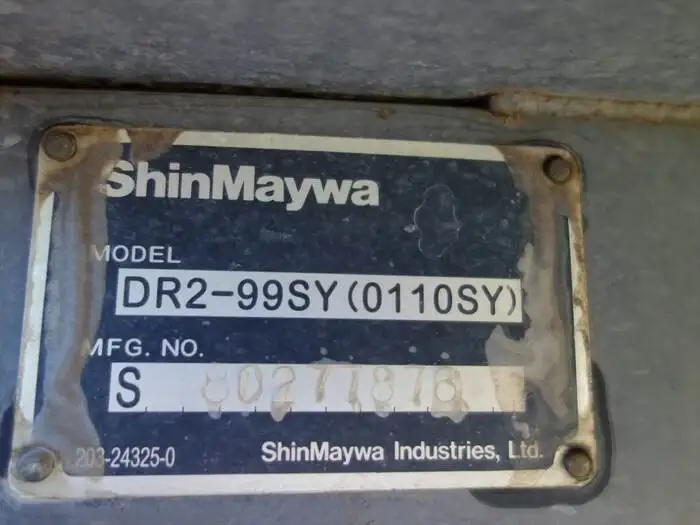 ShinMaywa
MODEL
DR2-99SY(0110SY)
MFG. NO.
S
203-24325-0
ShinMaywa Industries, Ltd.